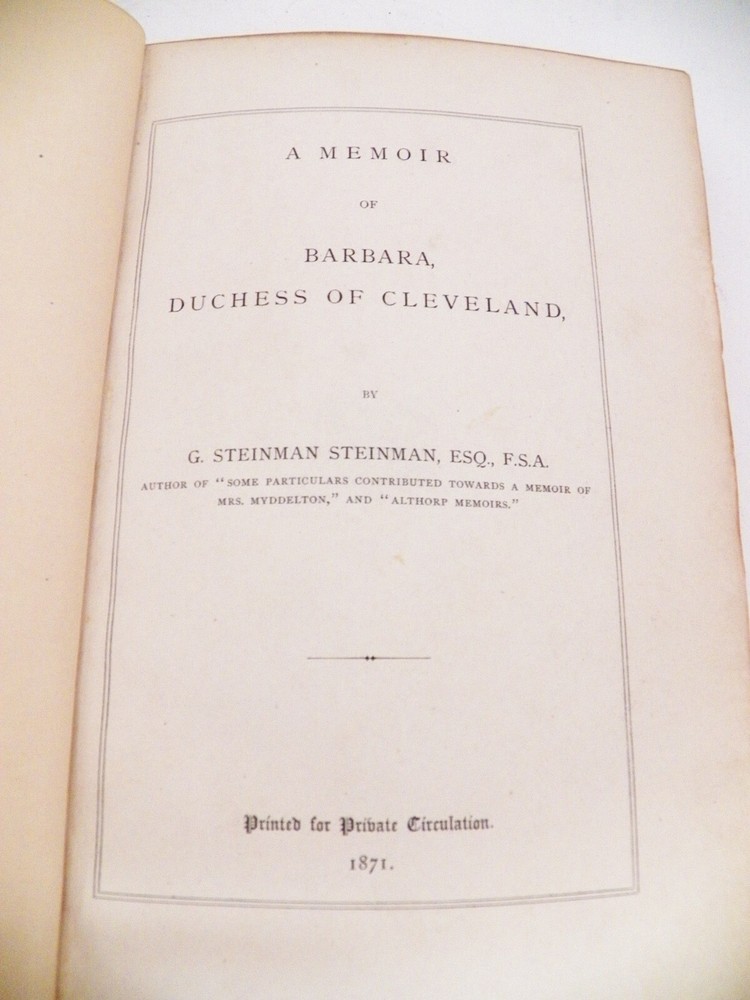 A MEMOIR
OF
BARBARA,
DUCHESS OF CLEVELAND,
BY
G. STEINMAN STEINMAN, ESQ., F.S.A.
AUTHOR OF "SOME PARTICULARS CONTRIBUTED TOWARDS A MEMOIR OF
MRS. MYDDELTON," AND "ALTHORP MEMOIRS."
Printed for Private Circulation.
1871.